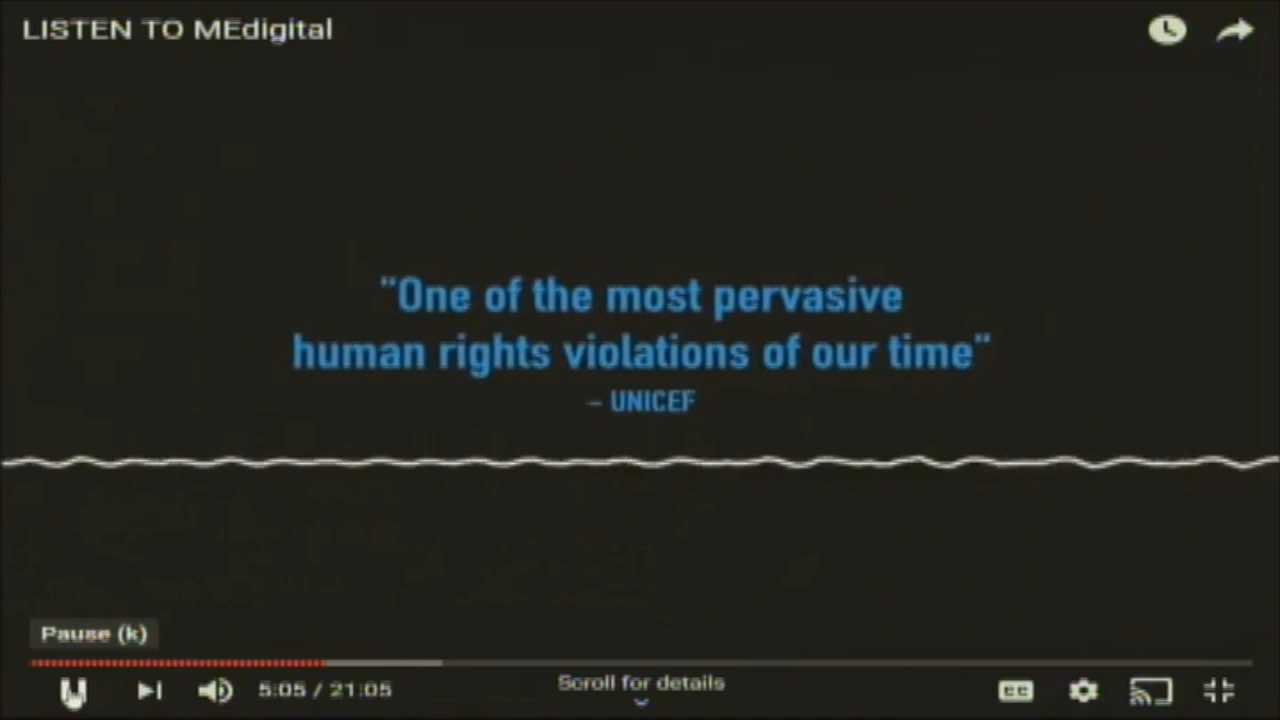 LISTEN TO MEdigital
"One of the most pervasive
human rights violations of our time"
– UNICEF
Pause (k)
5:05 / 21:05
Scroll for details
CC